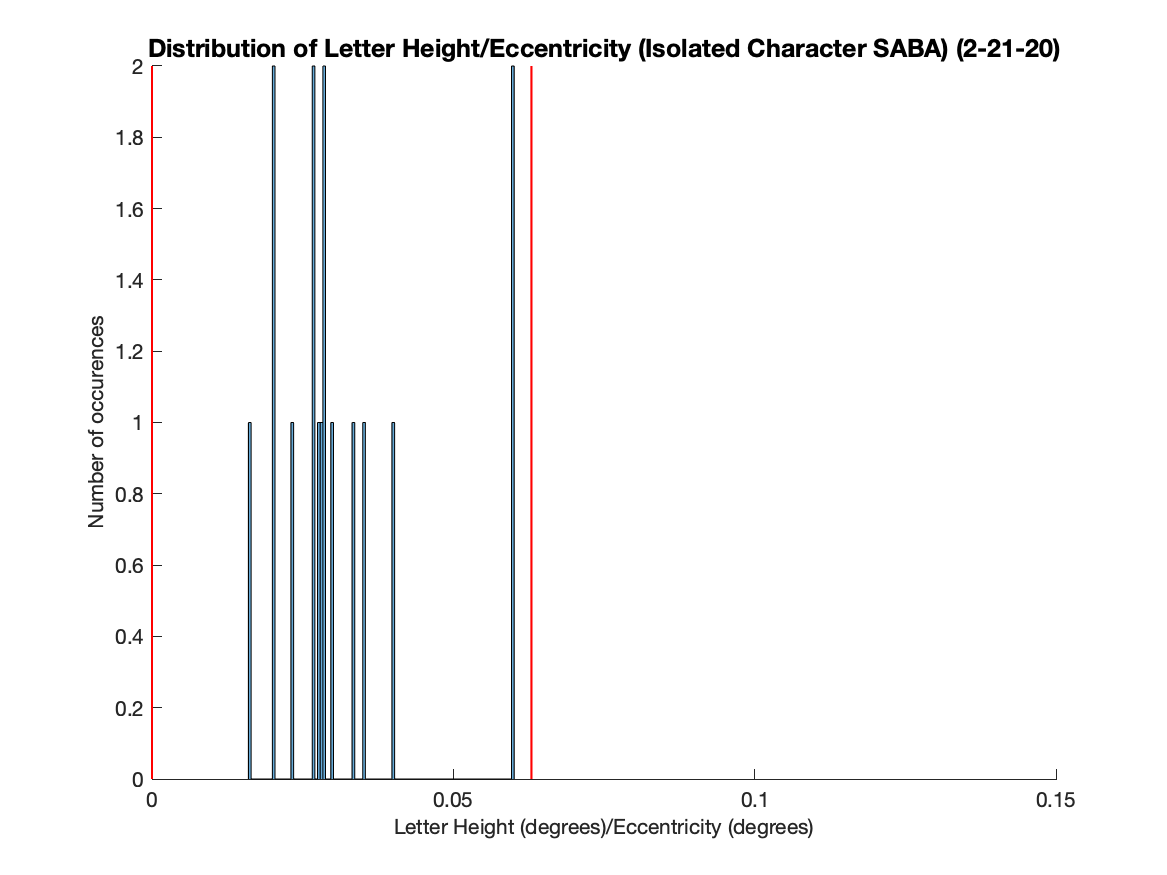 Distribution of Letter Height/Eccentricity (Isolated Character SABA) (2-21-20)
2
1.8
1.6
1.4
1.2
1
0.8
0.6
0.4
0.2
0
Number of occurences
0 0.05 0.1 0.15
Letter Height (degrees)/Eccentricity (degrees)